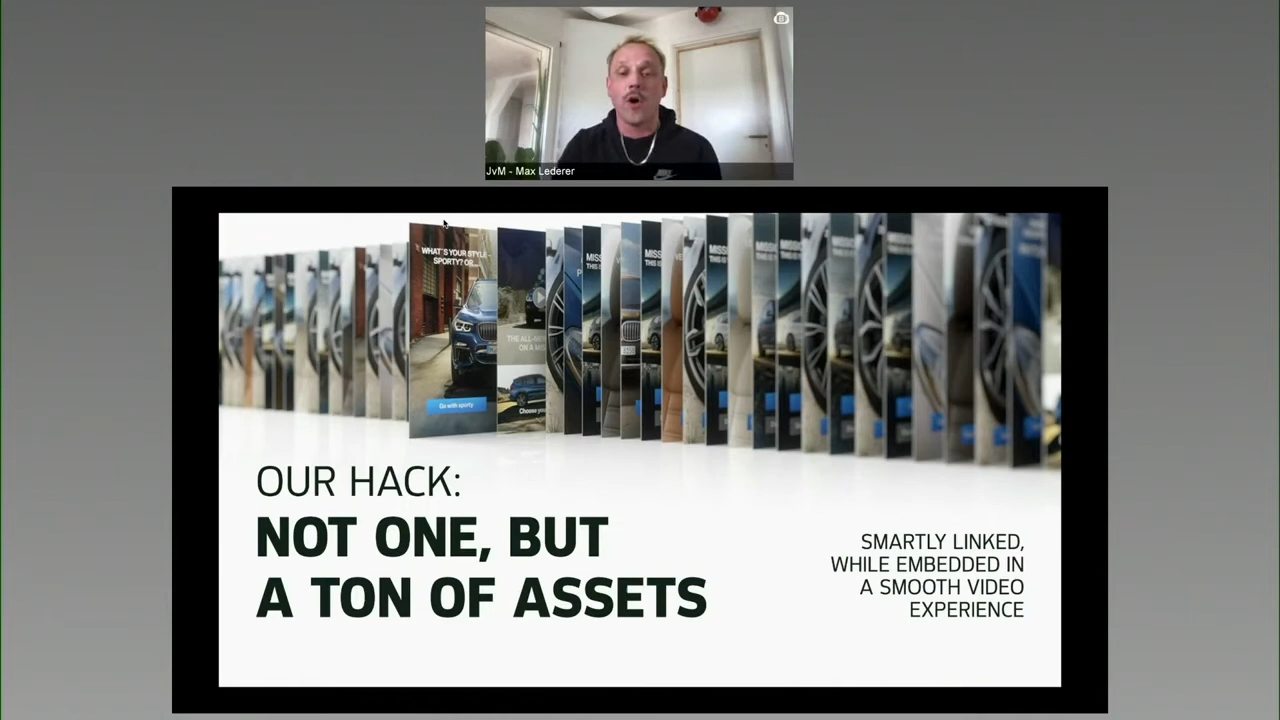 JvM - Max Lederer
WHAT'S YOUR STYLE -
SPORTY? OR...
Go with sporty
THE ALL-NEW
ON A MIS
Choose you
OUR HACK:
NOT ONE, BUT
A TON OF ASSETS
SMARTLY LINKED,
WHILE EMBEDDED IN
A SMOOTH VIDEO
EXPERIENCE